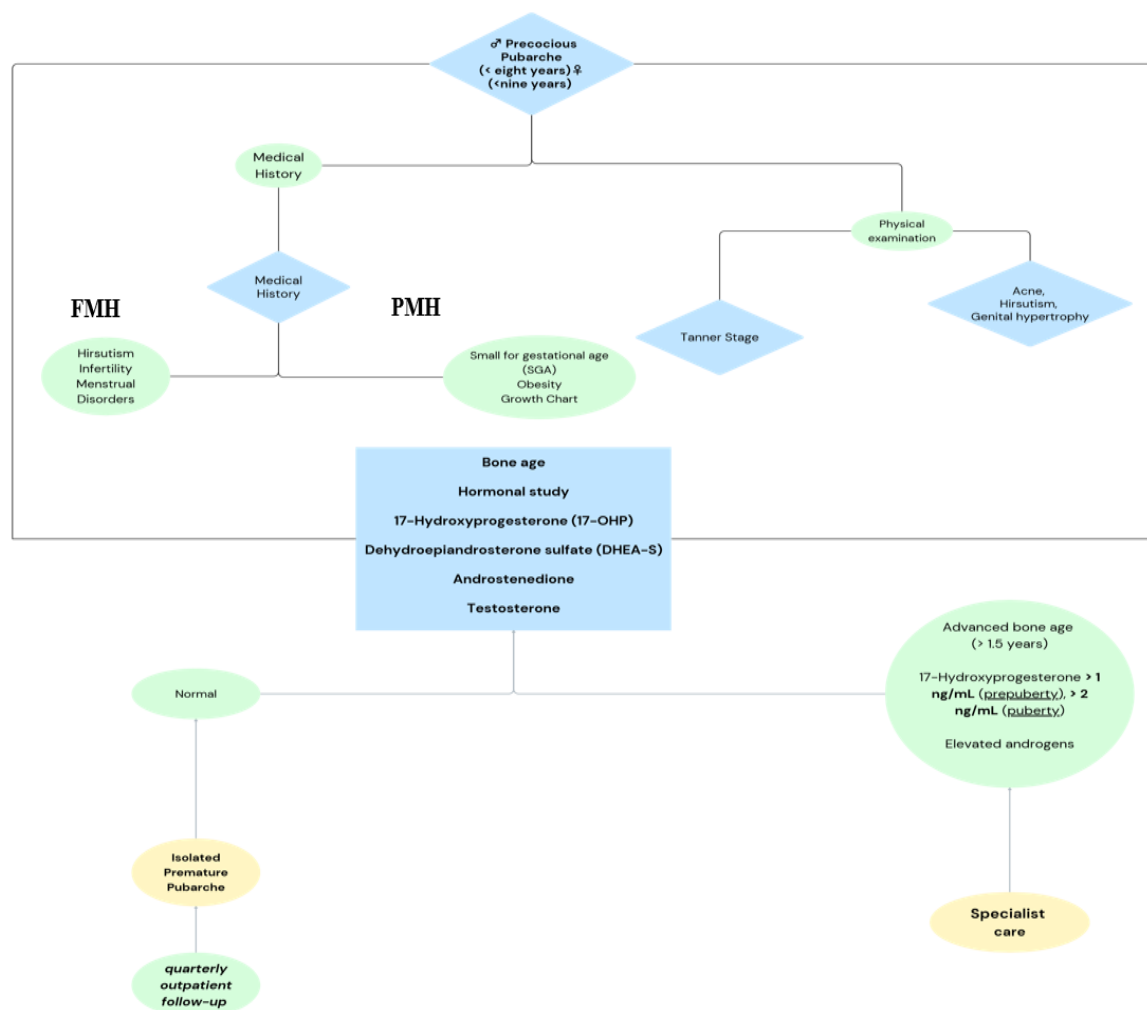 ♂ Precocious
Pubarche
(< eight years) ♀
(<nine years)
Medical
History
Physical
examination
Medical
History
Acne,
Hirsutism,
Genital hypertrophy
FMH
PMH
Tanner Stage
Hirsutism
Infertility
Menstrual
Disorders
Small for gestational age
(SGA)
Obesity
Growth Chart
Bone age
Hormonal study
17-Hydroxyprogesterone (17-OHP)
Dehydroepiandrosterone sulfate (DHEA-S)
Androstenedione
Testosterone
Normal
Advanced bone age
(> 1.5 years)
17-Hydroxyprogesterone > 1
ng/mL (prepuberty), > 2
ng/mL (puberty)
Elevated androgens
Isolated
Premature
Pubarche
Specialist
care
quarterly
outpatient
follow-up